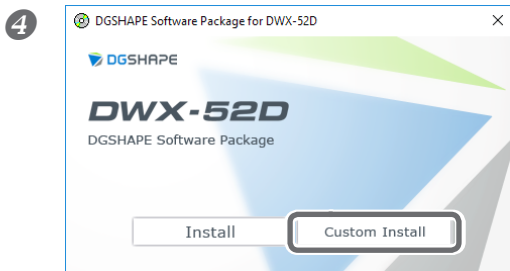 4
DGSHAPE Software Package for DWX-52D
DGSHAPE
DWX-52D
DGSHAPE Software Package
Install
Custom Install